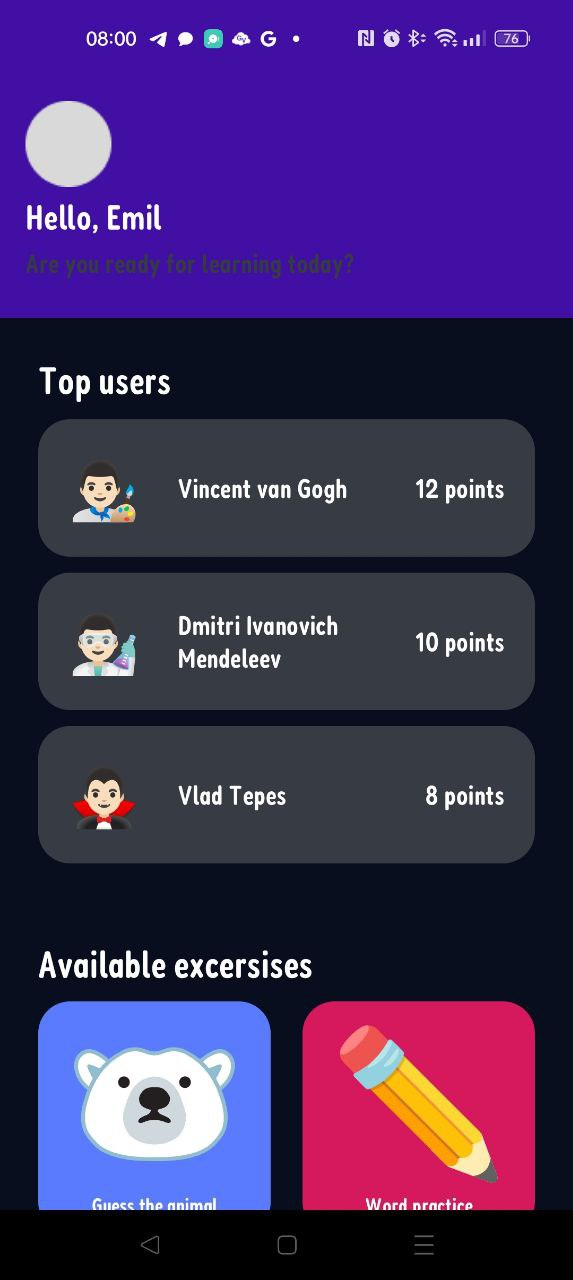 08:00
76
Hello, Emil
Are you ready for learning today?
Top users
Vincent van Gogh
12 points
Dmitri Ivanovich
Mendeleev
10 points
Vlad Tepes
8 points
Available excersises
Guess the animal
Word practice